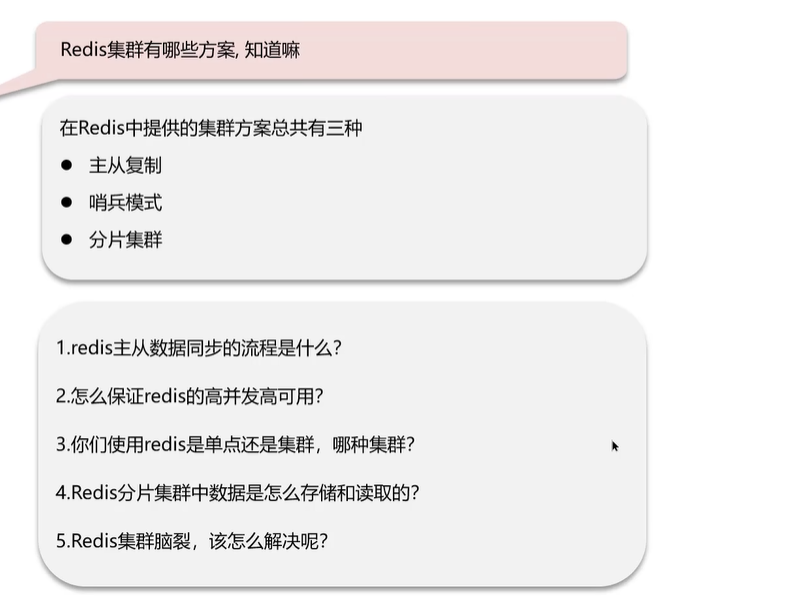 Redis集群有哪些方案, 知道嘛
在Redis中提供的集群方案总共有三种
● 主从复制
● 哨兵模式
● 分片集群
1.redis主从数据同步的流程是什么？
2.怎么保证redis的高并发高可用？
3.你们使用redis是单点还是集群，哪种集群？
4.Redis分片集群中数据是怎么存储和读取的？
5.Redis集群脑裂，该怎么解决呢？